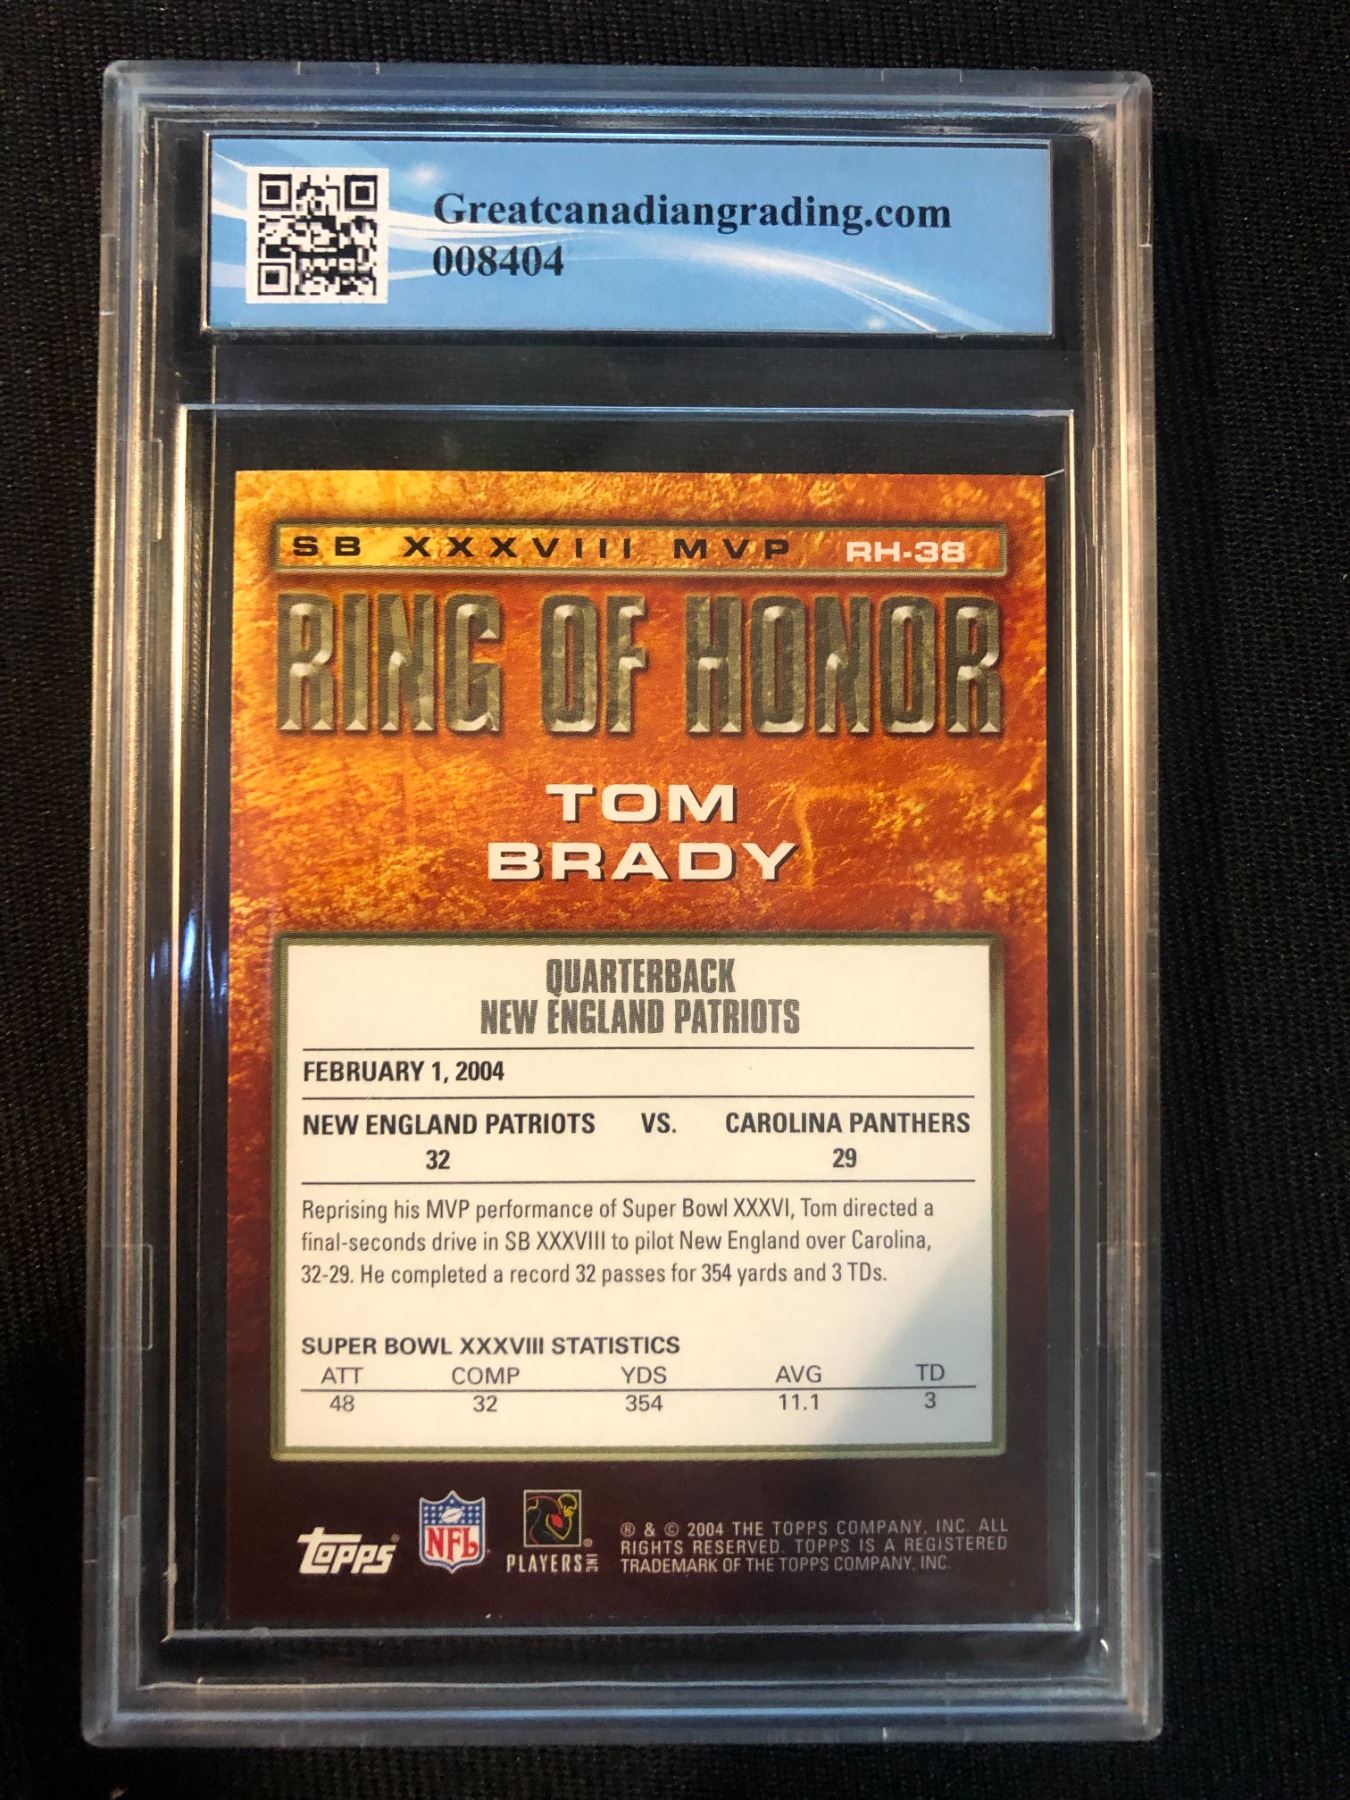 Greatcanadiangrading.com
008404
SB XXXVIII MVP RH-38
RING OF HONOR
TOM
BRADY
QUARTERBACK
NEW ENGLAND PATRIOTS
FEBRUARY 1, 2004
NEW ENGLAND PATRIOTS VS. CAROLINA PANTHERS
32 29
Reprising his MVP performance of Super Bowl XXXVI, Tom directed a
final-seconds drive in SB XXXVIII to pilot New England over Carolina,
32-29. He completed a record 32 passes for 354 yards and 3 TDs.
SUPER BOWL XXXVIII STATISTICS
ATT COMP YDS AVG TD
48 32 354 11.1 3
Topps® NFL PLAYERS INC ®
® & © 2004 THE TOPPS COMPANY, INC. ALL
RIGHTS RESERVED. TOPPS IS A REGISTERED
TRADEMARK OF THE TOPPS COMPANY, INC.